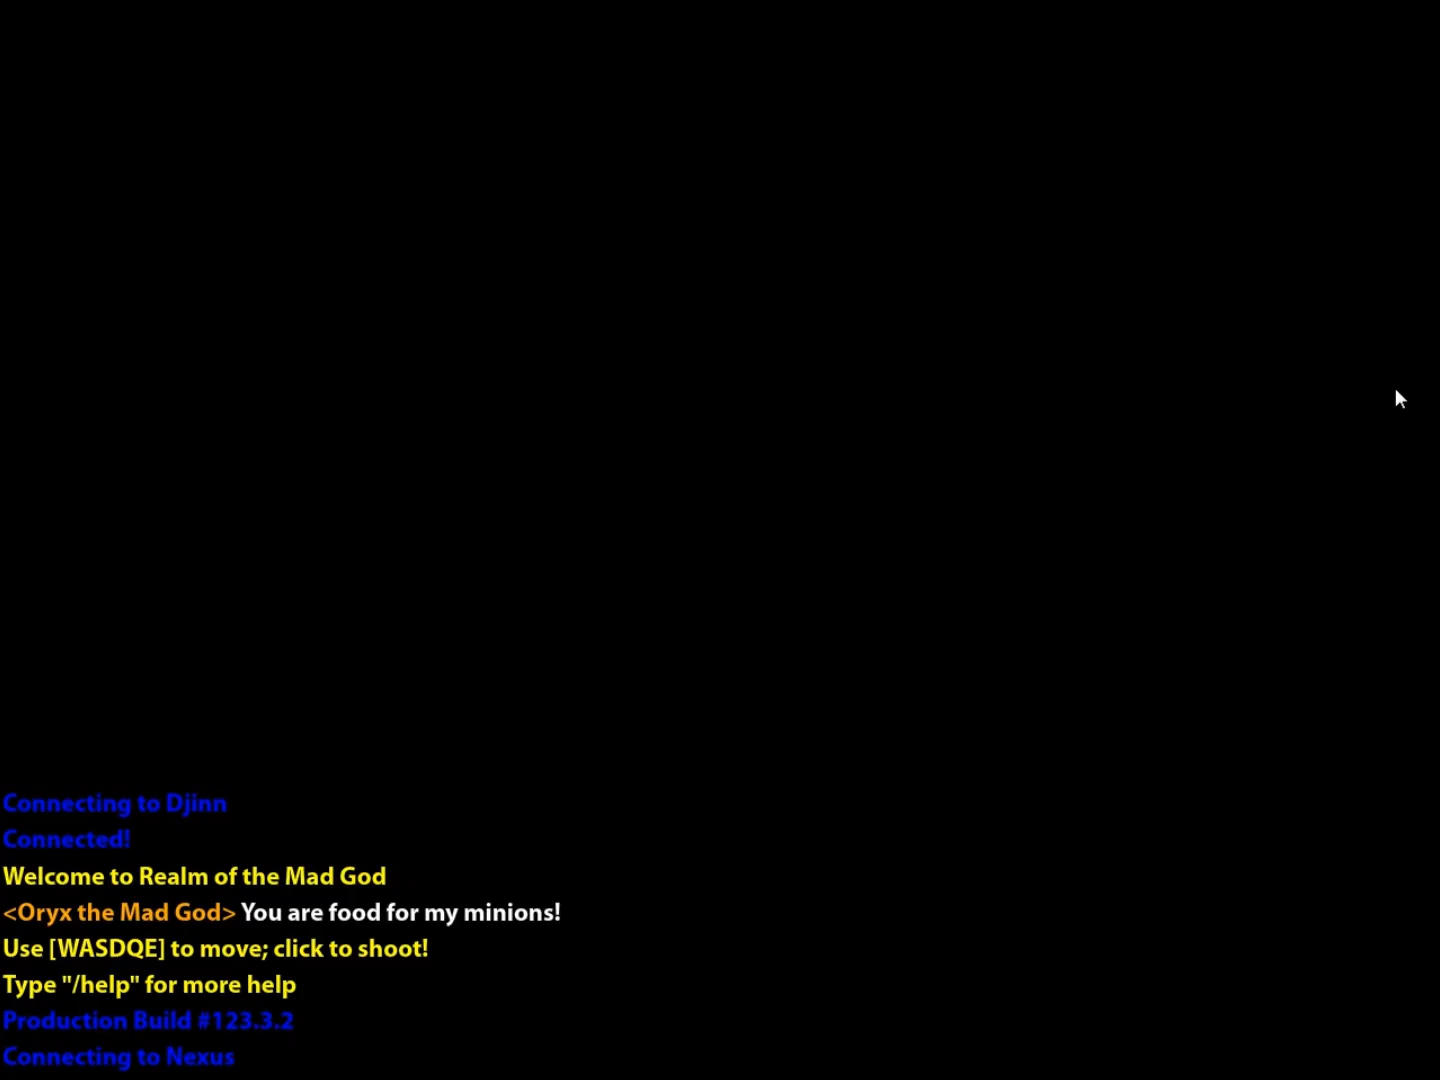 Connecting to Djinn
Connected!
Welcome to Realm of the Mad God
<Oryx the Mad God> You are food for my minions!
Use [WASDQE] to move; click to shoot!
Type "/help" for more help
Production Build #123.3.2
Connecting to Nexus